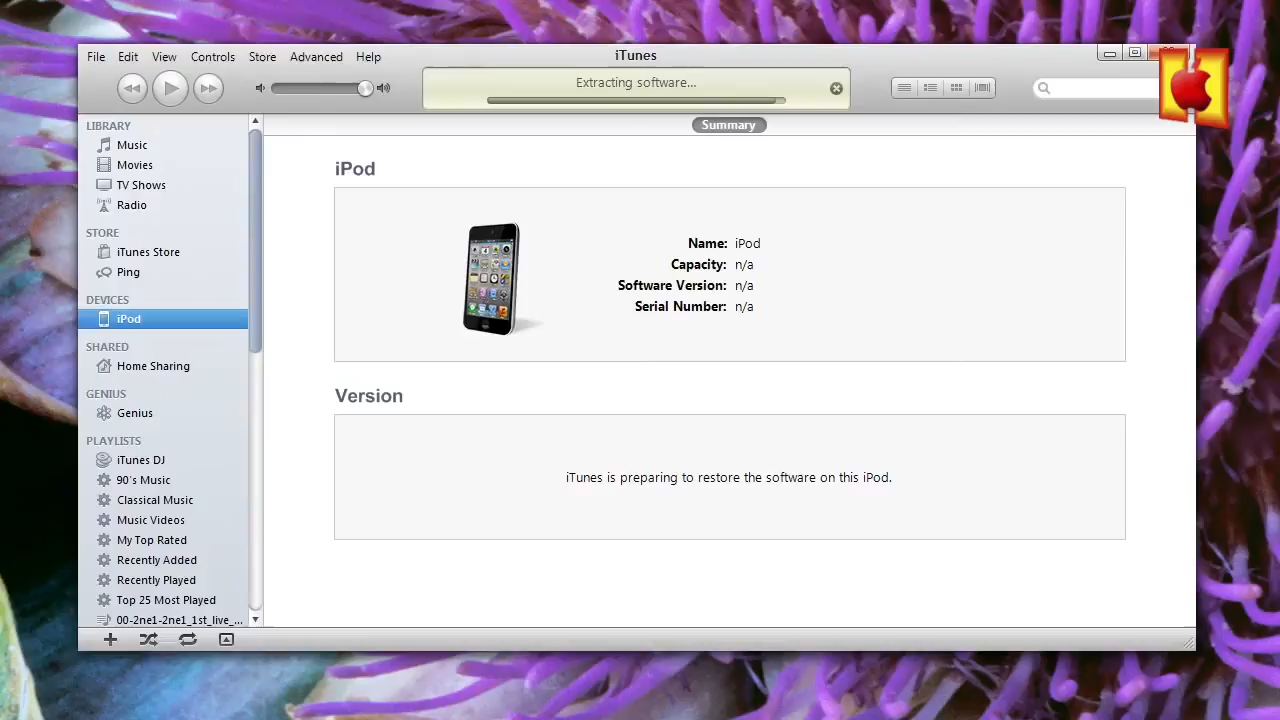 File Edit View Controls Store Advanced Help
iTunes
Extracting software...
LIBRARY
Music
Movies
TV Shows
Radio
STORE
iTunes Store
Ping
DEVICES
iPod
SHARED
Home Sharing
GENIUS
Genius
PLAYLISTS
iTunes DJ
90's Music
Classical Music
Music Videos
My Top Rated
Recently Added
Recently Played
Top 25 Most Played
00-2ne1-2ne1_1st_live_...
Summary
iPod
Name: iPod
Capacity: n/a
Software Version: n/a
Serial Number: n/a
Version
iTunes is preparing to restore the software on this iPod.